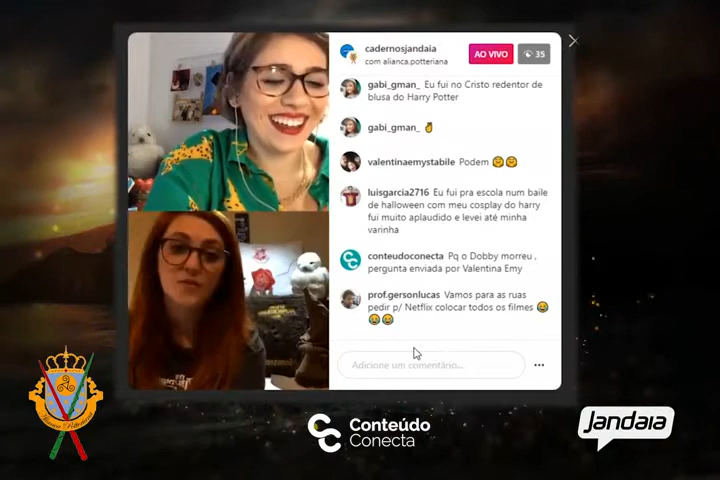 cadernosjandaia
com alianca.potteriana
AO VIVO
35
gabi_gman_ Eu fui no Cristo redentor de
blusa do Harry Potter
gabi_gman_
valentinaemystabile Podem
luisgarcia2716 Eu fui pra escola num baile
de halloween com meu cosplay do harry
fui muito aplaudido e levei até minha
varinha
conteudoconecta Pq o Dobby morreu ,
pergunta enviada por Valentina Emy
prof.gersonlucas Vamos para as ruas
pedir p/ Netflix colocar todos os filmes
Adicione um comentário...
Conteúdo
Conecta
Jandaia